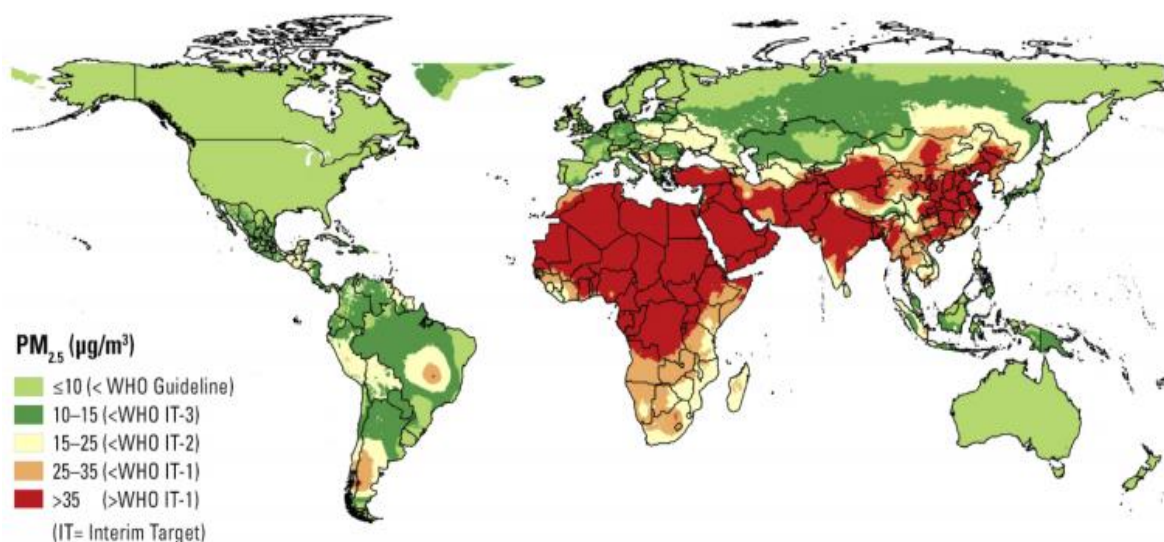 PM2.5 (µg/m³)
≤10 (< WHO Guideline)
10–15 (<WHO IT-3)
15–25 (<WHO IT-2)
25–35 (<WHO IT-1)
>35 (>WHO IT-1)
(IT= Interim Target)